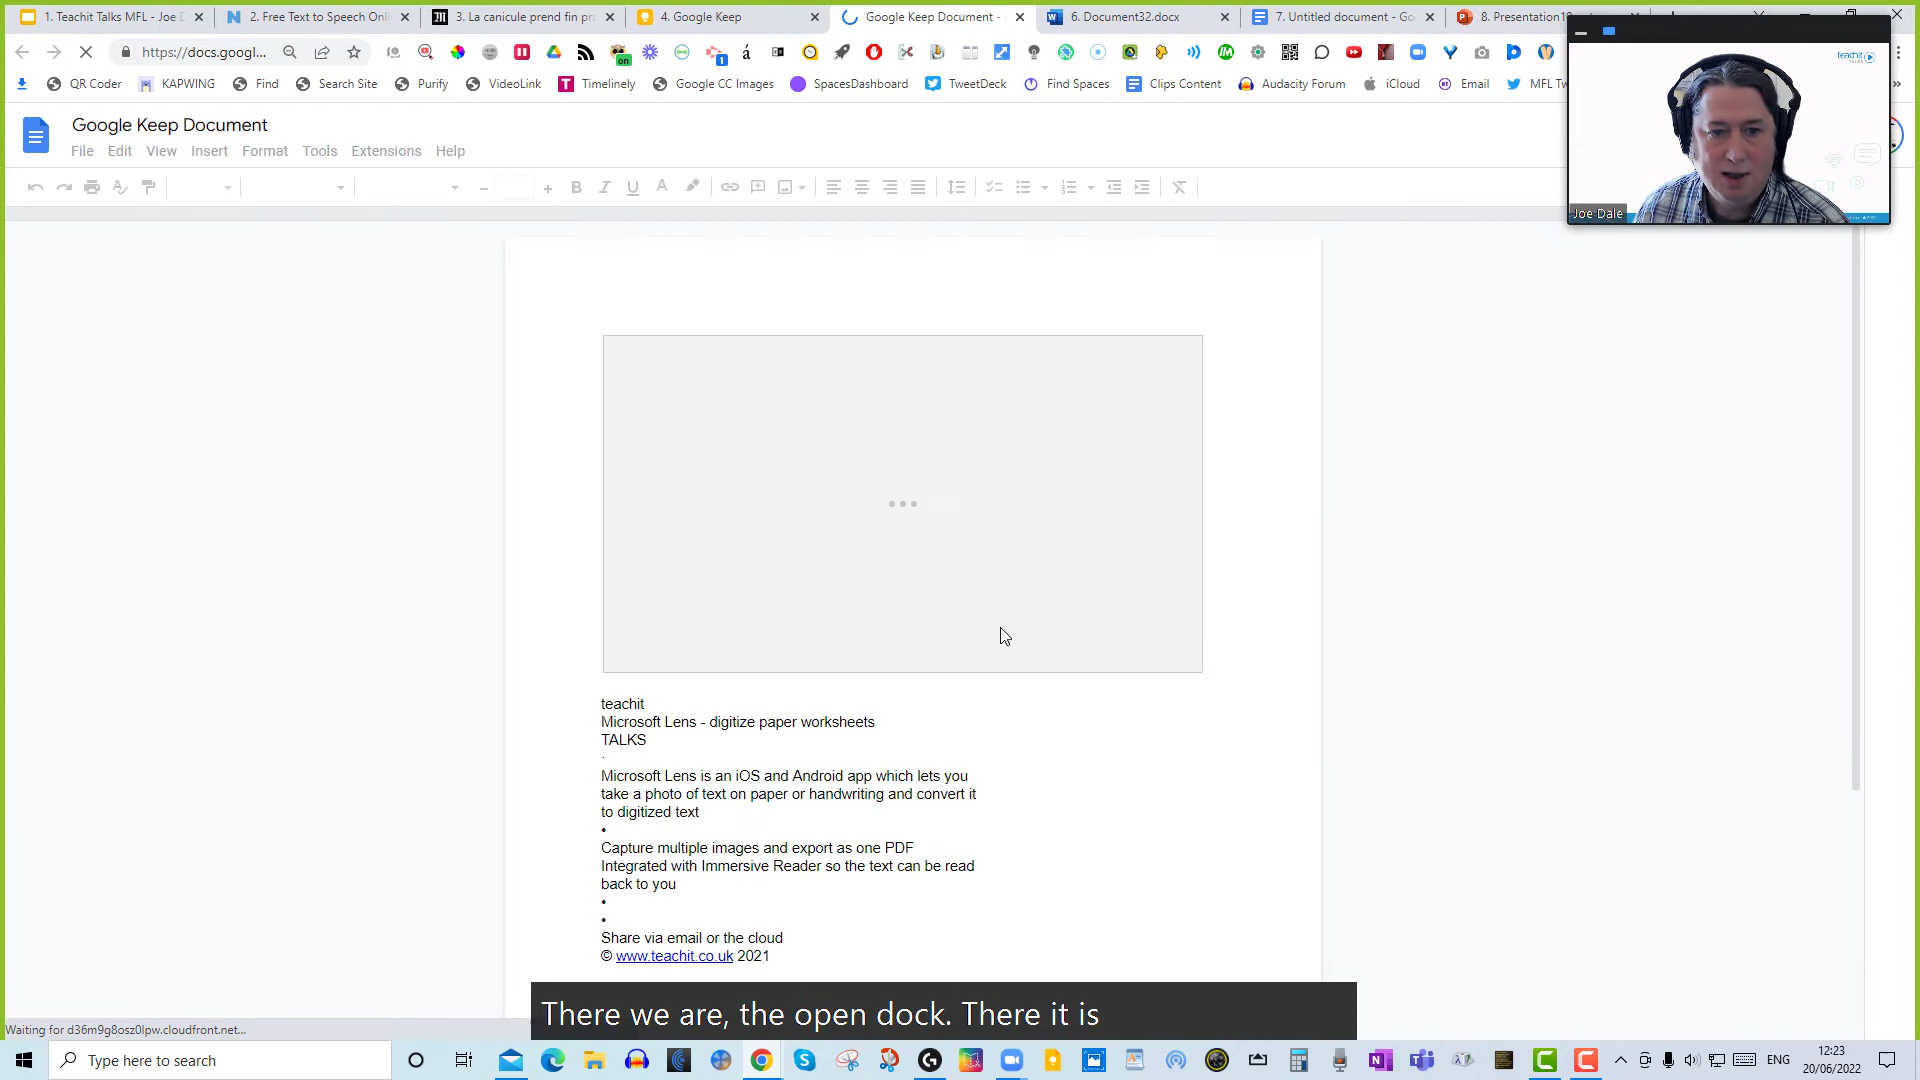 1. Teachit Talks MFL - Joe D
2. Free Text to Speech Onli
3. La canicule prend fin pr
4. Google Keep
Google Keep Document -
6. Document32.docx
7. Untitled document - Go
8. Presentation1
https://docs.googl...
on
1
QR Coder
KAPWING
Find
Search Site
Purify
VideoLink
Timelinely
Google CC Images
SpacesDashboard
TweetDeck
Find Spaces
Clips Content
Audacity Forum
iCloud
Email
MFL Tw
teachit
TALKS
Joe Dale
Google Keep Document
File Edit View Insert Format Tools Extensions Help
teachit
Microsoft Lens - digitize paper worksheets
TALKS
.
Microsoft Lens is an iOS and Android app which lets you
take a photo of text on paper or handwriting and convert it
to digitized text
•
Capture multiple images and export as one PDF
Integrated with Immersive Reader so the text can be read
back to you
•
•
Share via email or the cloud
© www.teachit.co.uk 2021
There we are, the open dock. There it is
Waiting for d36m9g8osz0lpw.cloudfront.net...
Type here to search
ENG
12:23
20/06/2022